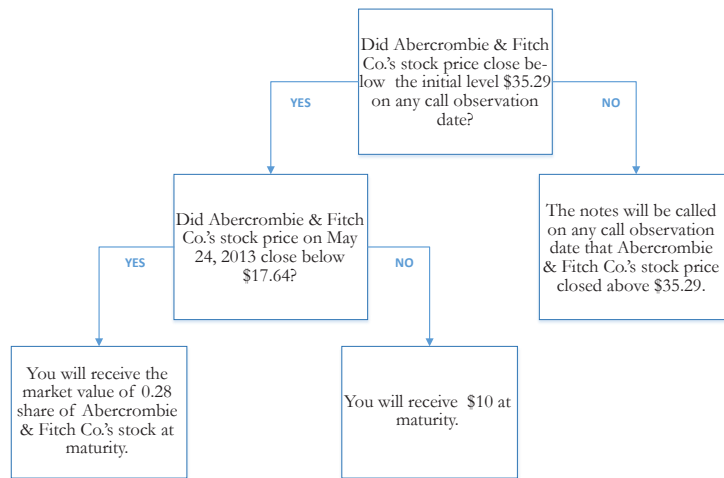 Did Abercrombie & Fitch
Co.'s stock price close be-
low the initial level $35.29
on any call observation
date?
YES
NO
Did Abercrombie & Fitch
Co.'s stock price on May
24, 2013 close below
$17.64?
The notes will be called
on any call observation
date that Abercrombie
& Fitch Co.'s stock price
closed above $35.29.
YES
NO
You will receive the
market value of 0.28
share of Abercrombie
& Fitch Co.'s stock at
maturity.
You will receive $10 at
maturity.